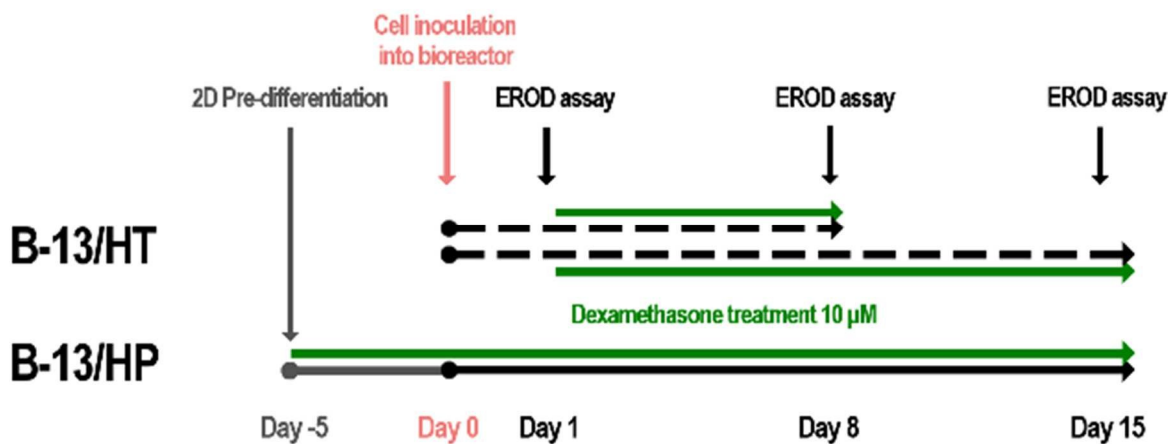 Cell inoculation
into bioreactor
2D Pre-differentiation
EROD assay
EROD assay
EROD assay
B-13/HT
Dexamethasone treatment 10 µM
B-13/HP
Day -5
Day 0
Day 1
Day 8
Day 15